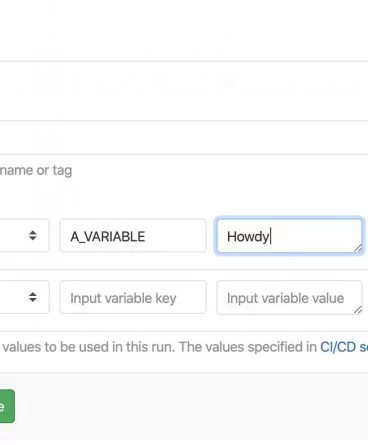 name or tag
A_VARIABLE Howdy
Input variable key Input variable value
values to be used in this run. The values specified in CI/CD
e